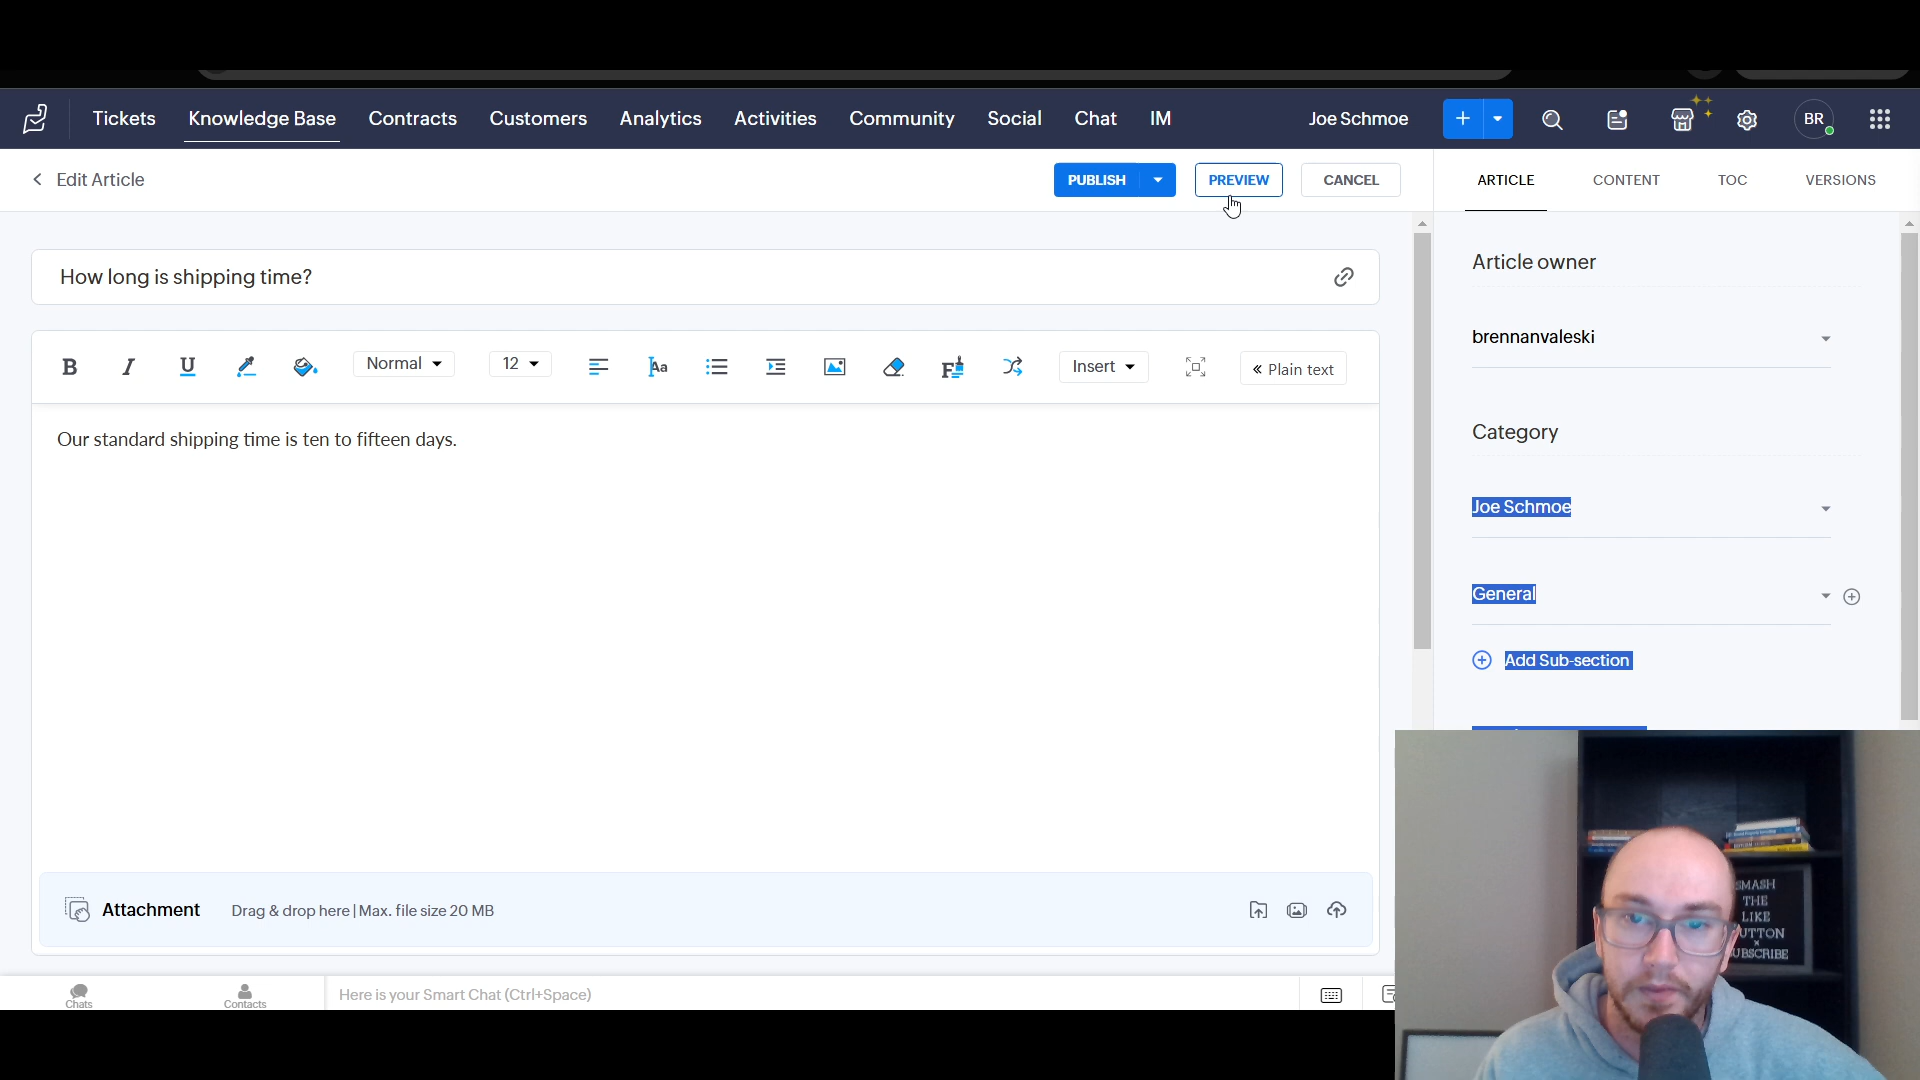 Tickets Knowledge Base Contracts Customers Analytics Activities Community Social Chat IM Joe Schmoe BR
Edit Article PUBLISH PREVIEW CANCEL ARTICLE CONTENT TOC VERSIONS
How long is shipping time?
B I U Normal 12 Aa F Insert « Plain text
Our standard shipping time is ten to fifteen days.
Attachment Drag & drop here | Max. file size 20 MB
Article owner
brennanvaleski
Category
Joe Schmoe
General
Add Sub-section
Chats Contacts Here is your Smart Chat (Ctrl+Space)
SMASH
THE
LIKE
UTTON
×
UBSCRIBE